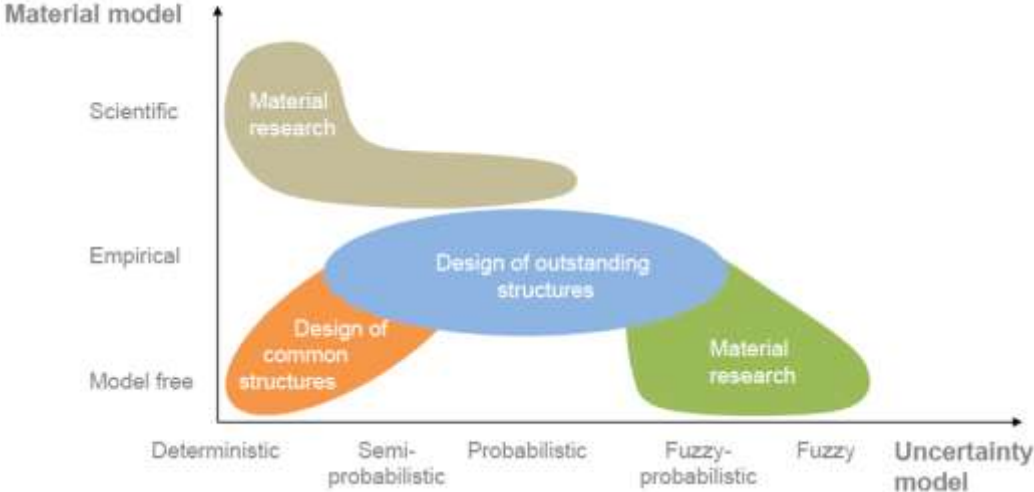 Material model
Scientific
Material
research
Empirical
Design of outstanding
structures
Design of
common
structures
Material
research
Model free
Deterministic
Semi-
probabilistic
Probabilistic
Fuzzy-
probabilistic
Fuzzy
Uncertainty
model